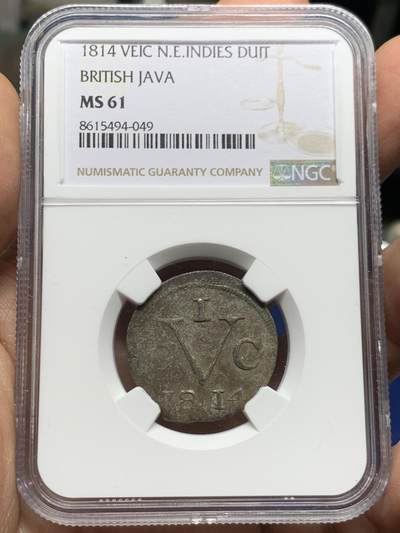 1814 VEIC N.E.INDIES DUIT
BRITISH JAVA
MS 61
8615494-049
NUMISMATIC GUARANTY COMPANY
NGC
I
V C
1814